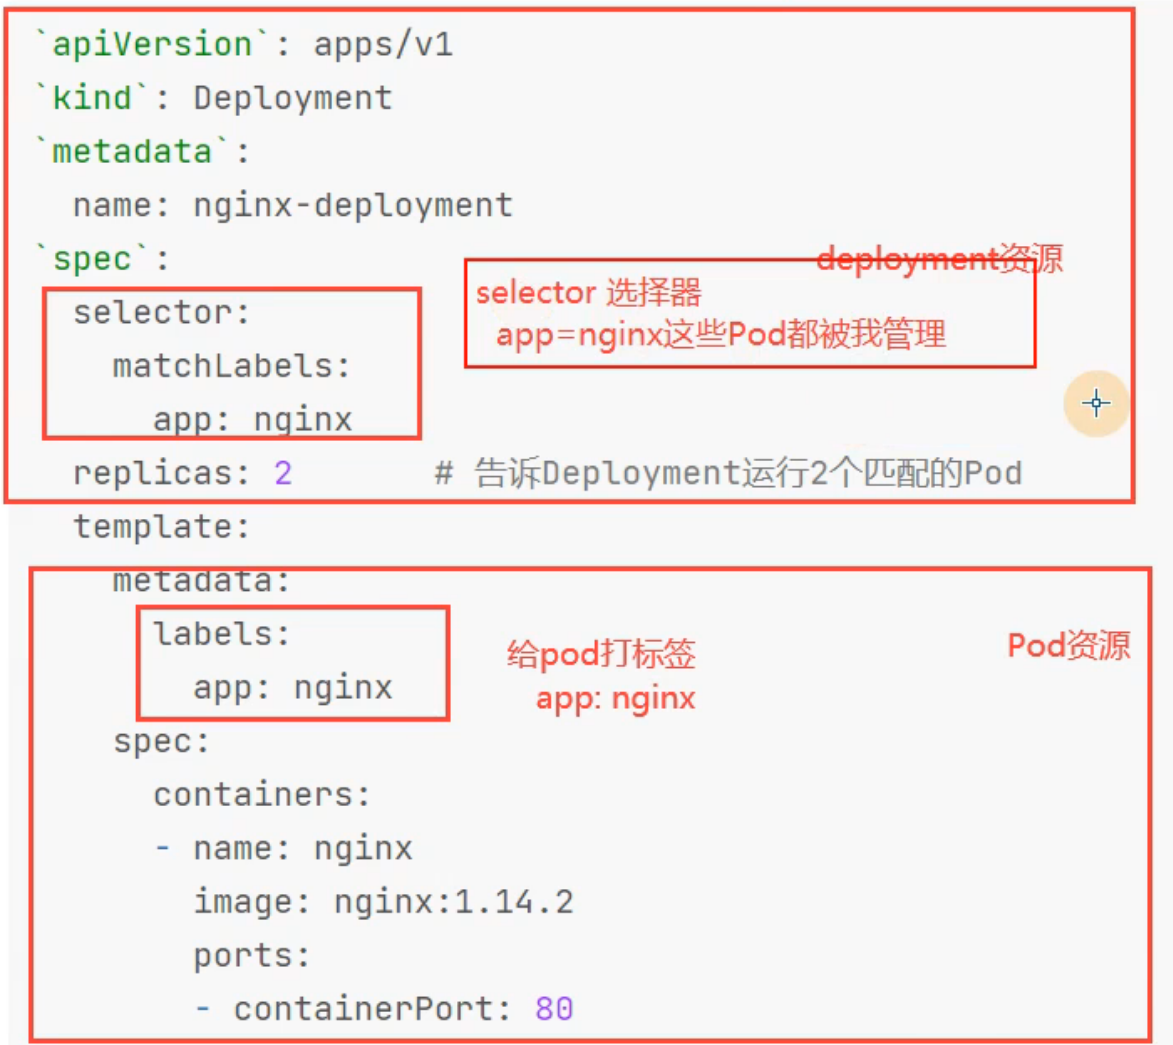 `apiVersion`: apps/v1
`kind`: Deployment
`metadata`:
  name: nginx-deployment
`spec`:
deployment资源
  selector:
selector 选择器
    matchLabels:
app=nginx这些Pod都被我管理
      app: nginx
  replicas: 2       # 告诉Deployment运行2个匹配的Pod
  template:
    metadata:
      labels:
给pod打标签
Pod资源
        app: nginx
app: nginx
    spec:
      containers:
      - name: nginx
        image: nginx:1.14.2
        ports:
        - containerPort: 80